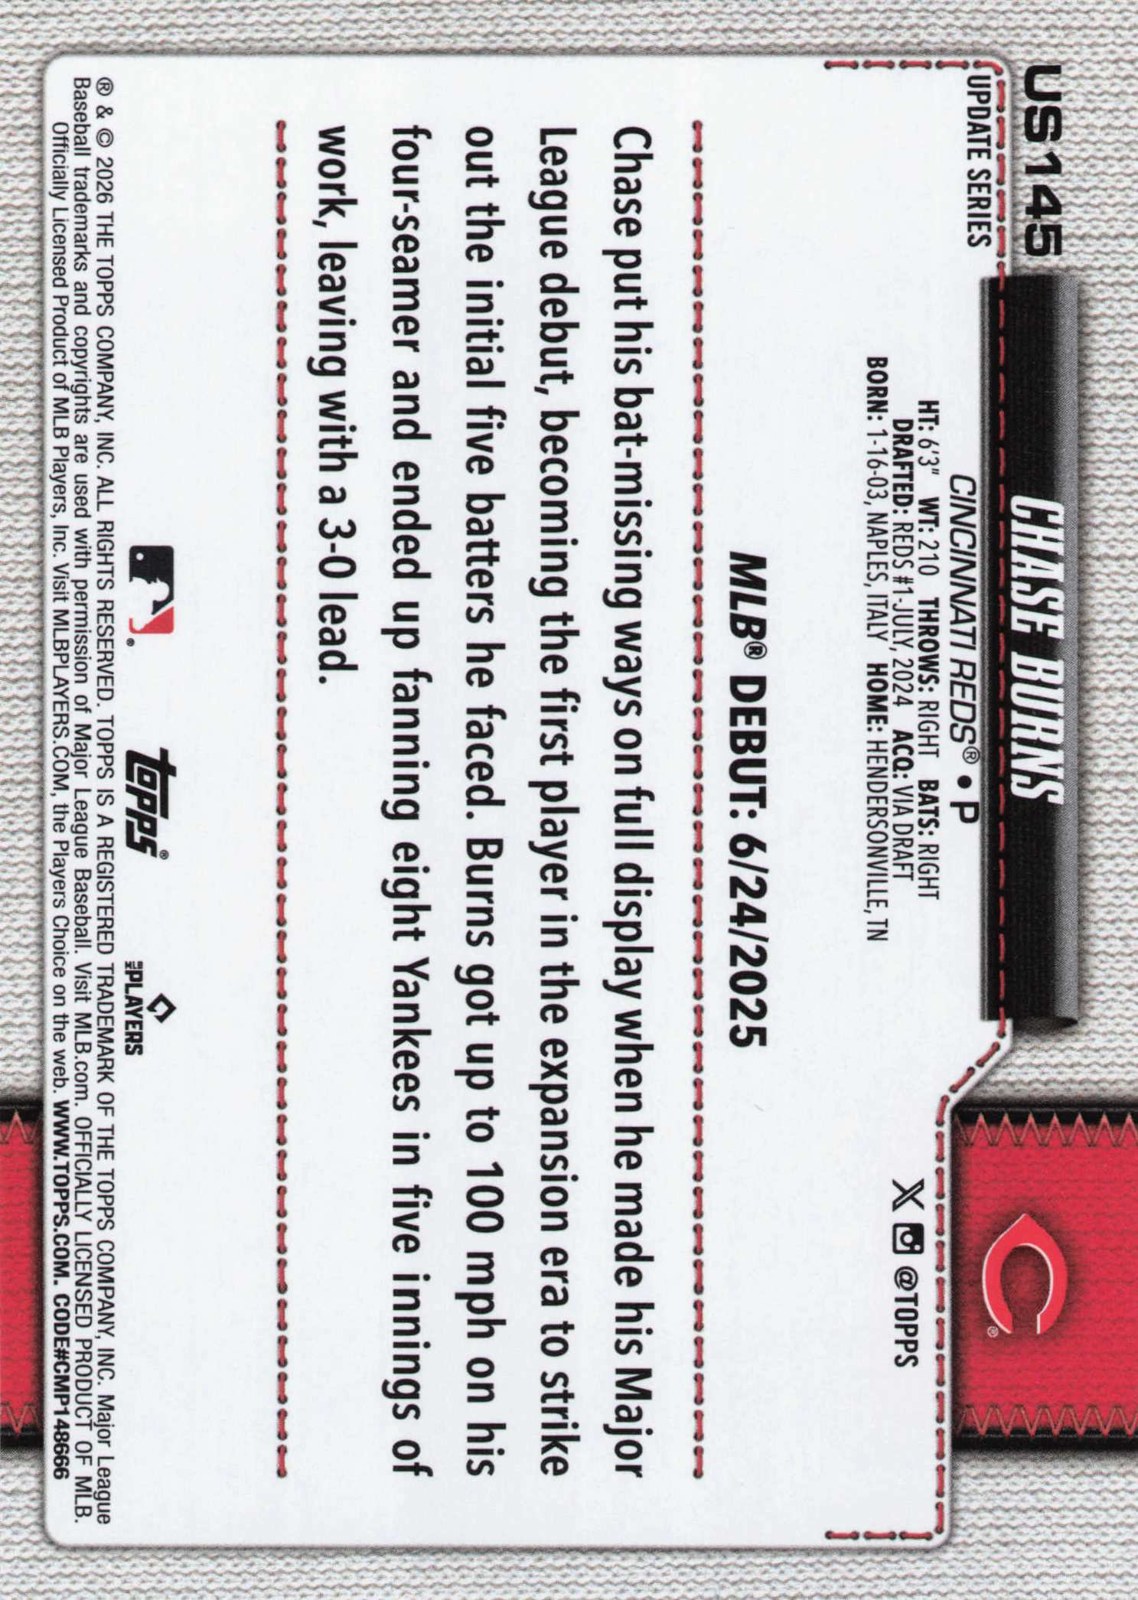 US145
CHASE BURNS
UPDATE SERIES
CINCINNATI REDS® • P
HT: 6'3" WT: 210 THROWS: RIGHT BATS: RIGHT
DRAFTED: REDS #1-JULY, 2024 ACQ: VIA DRAFT
BORN: 1-16-03, NAPLES, ITALY HOME: HENDERSONVILLE, TN
C®
X @TOPPS
MLB® DEBUT: 6/24/2025
Chase put his bat-missing ways on full display when he made his Major
League debut, becoming the first player in the expansion era to strike
out the initial five batters he faced. Burns got up to 100 mph on his
four-seamer and ended up fanning eight Yankees in five innings of
work, leaving with a 3-0 lead.
® topps® MLB PLAYERS
® & © 2026 THE TOPPS COMPANY, INC. ALL RIGHTS RESERVED. TOPPS IS A REGISTERED TRADEMARK OF THE TOPPS COMPANY, INC. Major League
Baseball trademarks and copyrights are used with permission of Major League Baseball. Visit MLB.com. OFFICIALLY LICENSED PRODUCT OF MLB.
Officially Licensed Product of MLB Players, Inc. Visit MLBPLAYERS.COM, the Players Choice on the web. WWW.TOPPS.COM. CODE#CMP148666